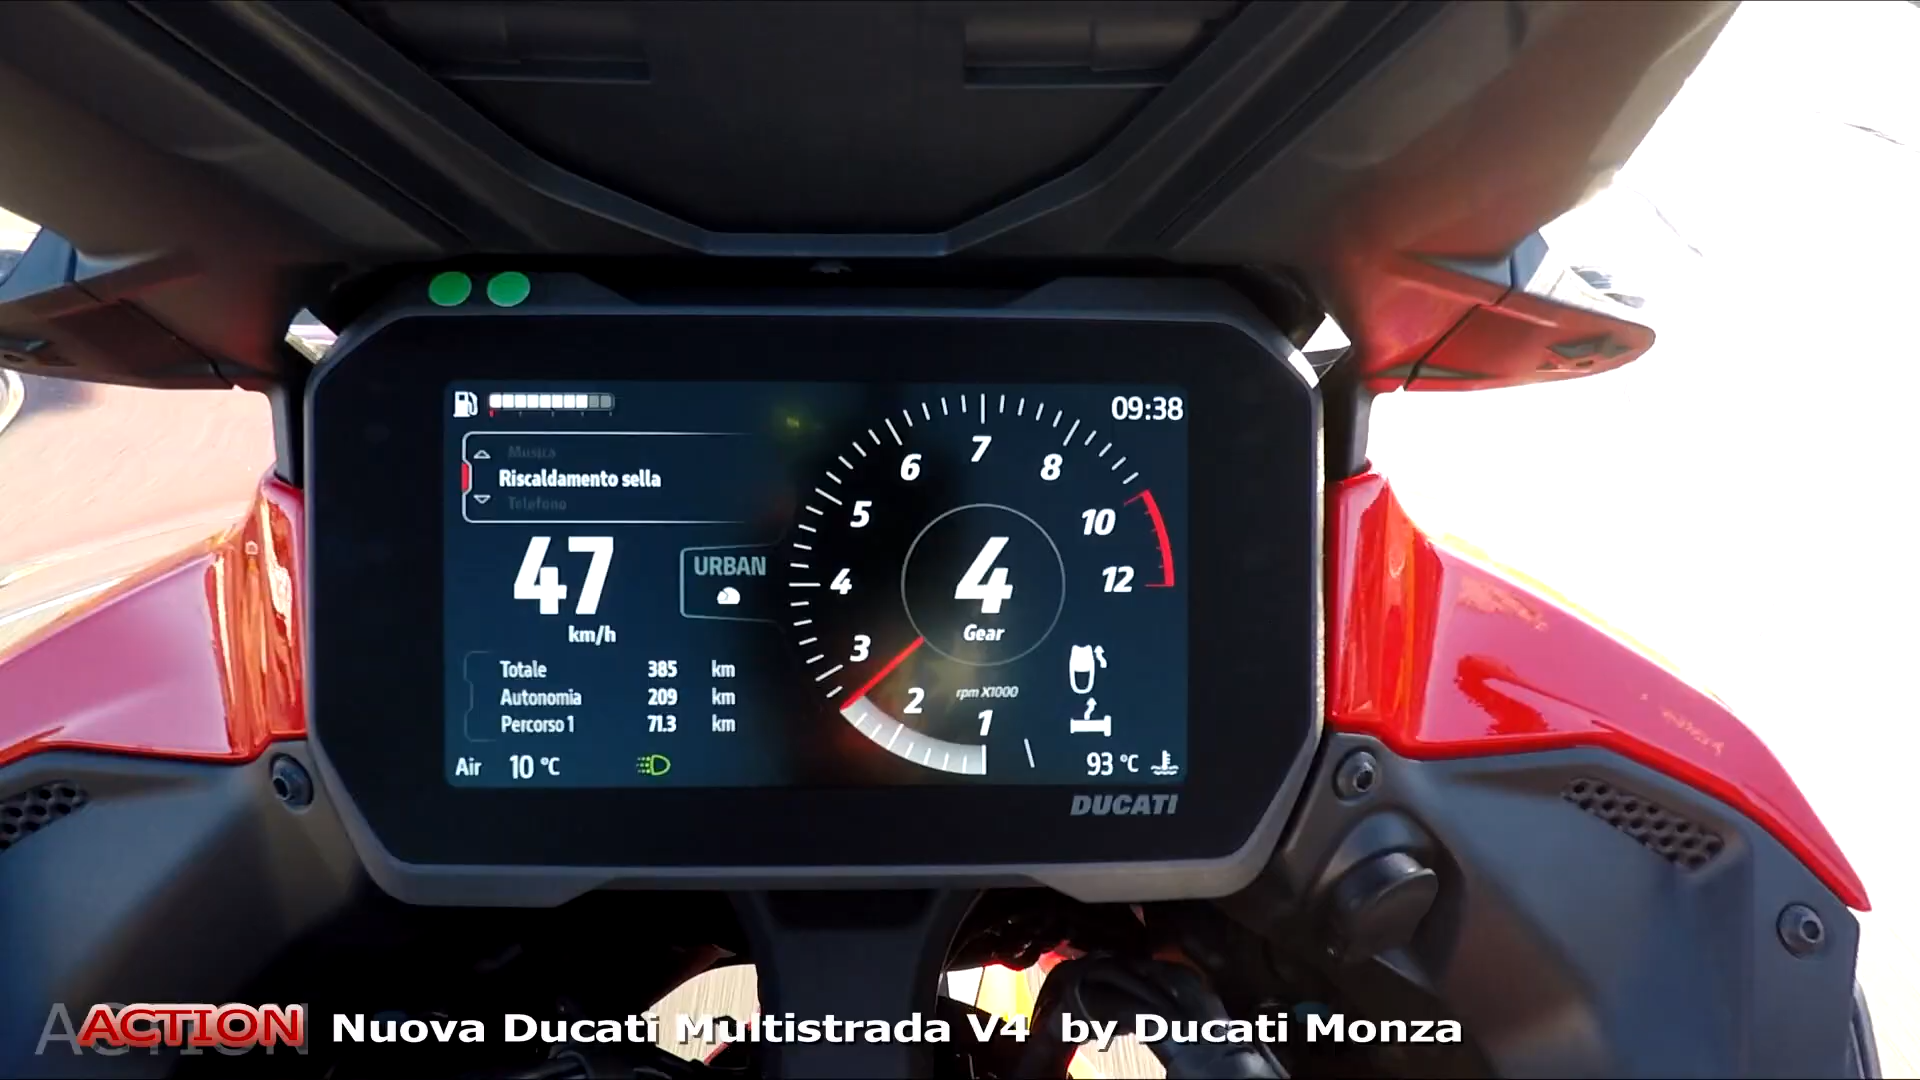 09:38
Musica
Riscaldamento sella
Telefono
47
km/h
URBAN
Totale 385 km
Autonomia 209 km
Percorso 1 71.3 km
Air 10 °C
1
2
3
4
5
6
7
8
10
12
4
Gear
rpm X1000
93 °C
DUCATI
ACTION Nuova Ducati Multistrada V4 by Ducati Monza